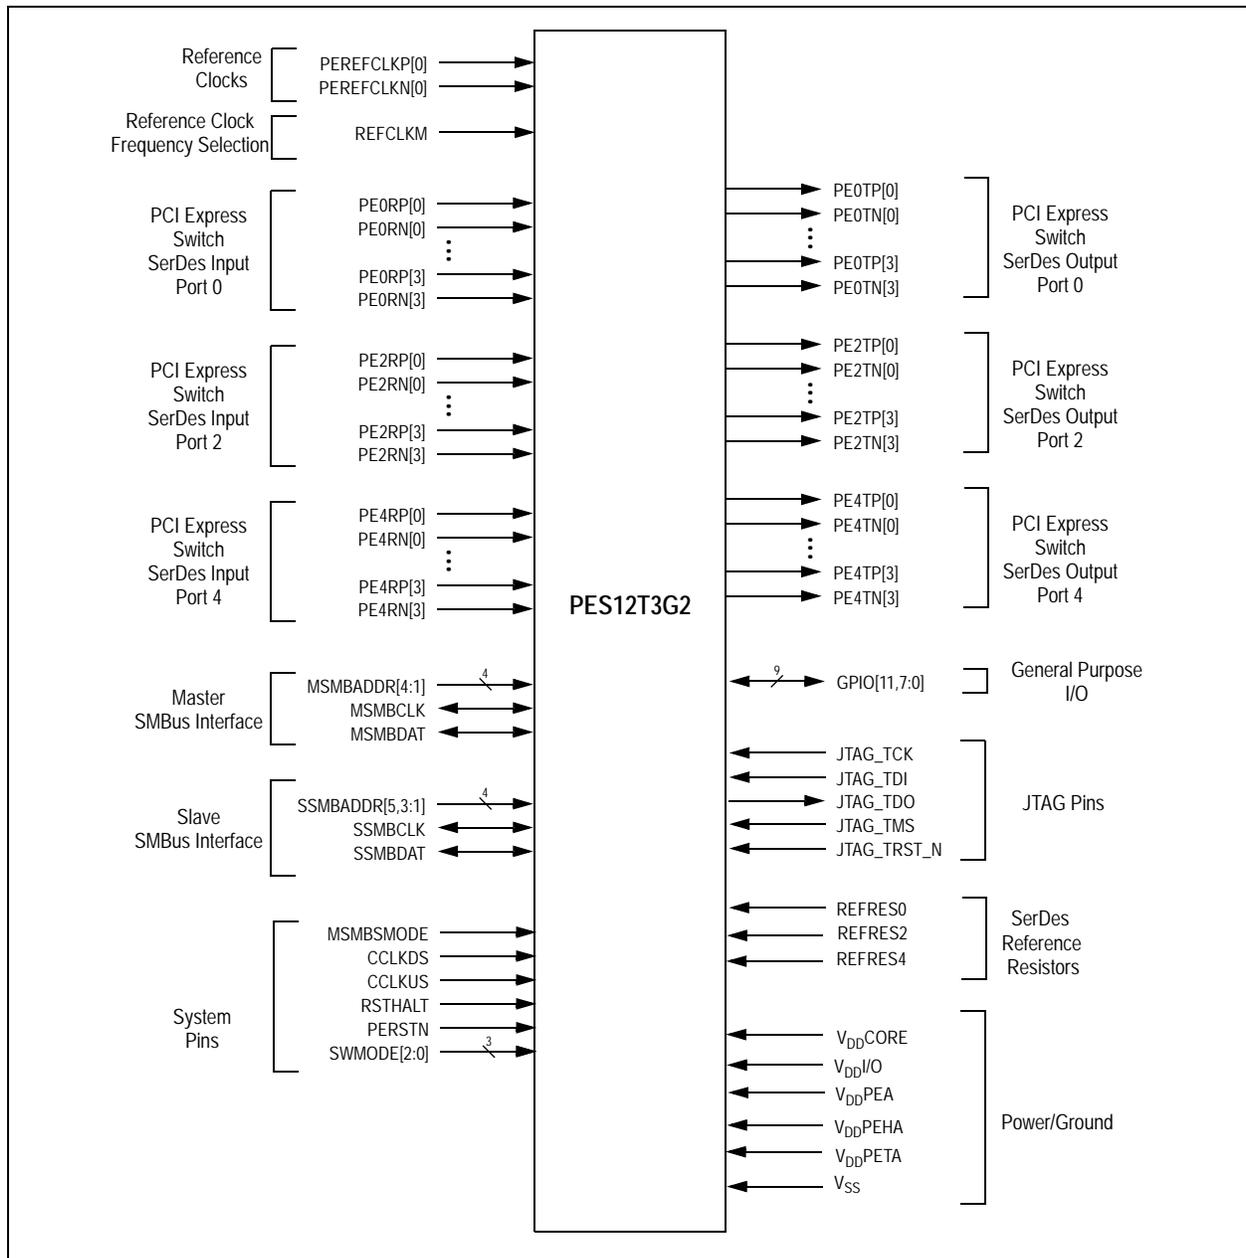 Reference
Clocks
PEREFCLKP[0]
PEREFCLKN[0]
Reference Clock
Frequency Selection
REFCLKM
PCI Express
Switch
SerDes Input
Port 0
PE0RP[0]
PE0RN[0]
PE0RP[3]
PE0RN[3]
PCI Express
Switch
SerDes Input
Port 2
PE2RP[0]
PE2RN[0]
PE2RP[3]
PE2RN[3]
PCI Express
Switch
SerDes Input
Port 4
PE4RP[0]
PE4RN[0]
PE4RP[3]
PE4RN[3]
Master
SMBus Interface
MSMBADDR[4:1] 4
MSMBCLK
MSMBDAT
Slave
SMBus Interface
SSMBADDR[5,3:1] 4
SSMBCLK
SSMBDAT
System
Pins
MSMBSMODE
CCLKDS
CCLKUS
RSTHALT
PERSTN
SWMODE[2:0] 3
PES12T3G2
PE0TP[0]
PE0TN[0]
PE0TP[3]
PE0TN[3]
PCI Express
Switch
SerDes Output
Port 0
PE2TP[0]
PE2TN[0]
PE2TP[3]
PE2TN[3]
PCI Express
Switch
SerDes Output
Port 2
PE4TP[0]
PE4TN[0]
PE4TP[3]
PE4TN[3]
PCI Express
Switch
SerDes Output
Port 4
9 GPIO[11,7:0]
General Purpose
I/O
JTAG_TCK
JTAG_TDI
JTAG_TDO
JTAG_TMS
JTAG_TRST_N
JTAG Pins
REFRES0
REFRES2
REFRES4
SerDes
Reference
Resistors
VDDCORE
VDDI/O
VDDPEA
VDDPEHA
VDDPETA
VSS
Power/Ground